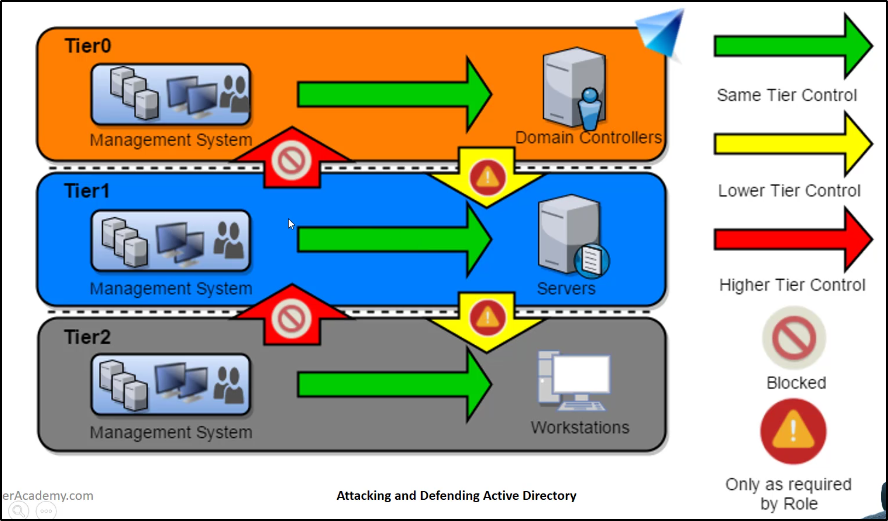 Tier0
Management System
Domain Controllers
Tier1
Management System
Servers
Tier2
Management System
Workstations
Same Tier Control
Lower Tier Control
Higher Tier Control
Blocked
Only as required
by Role
erAcademy.com
Attacking and Defending Active Directory